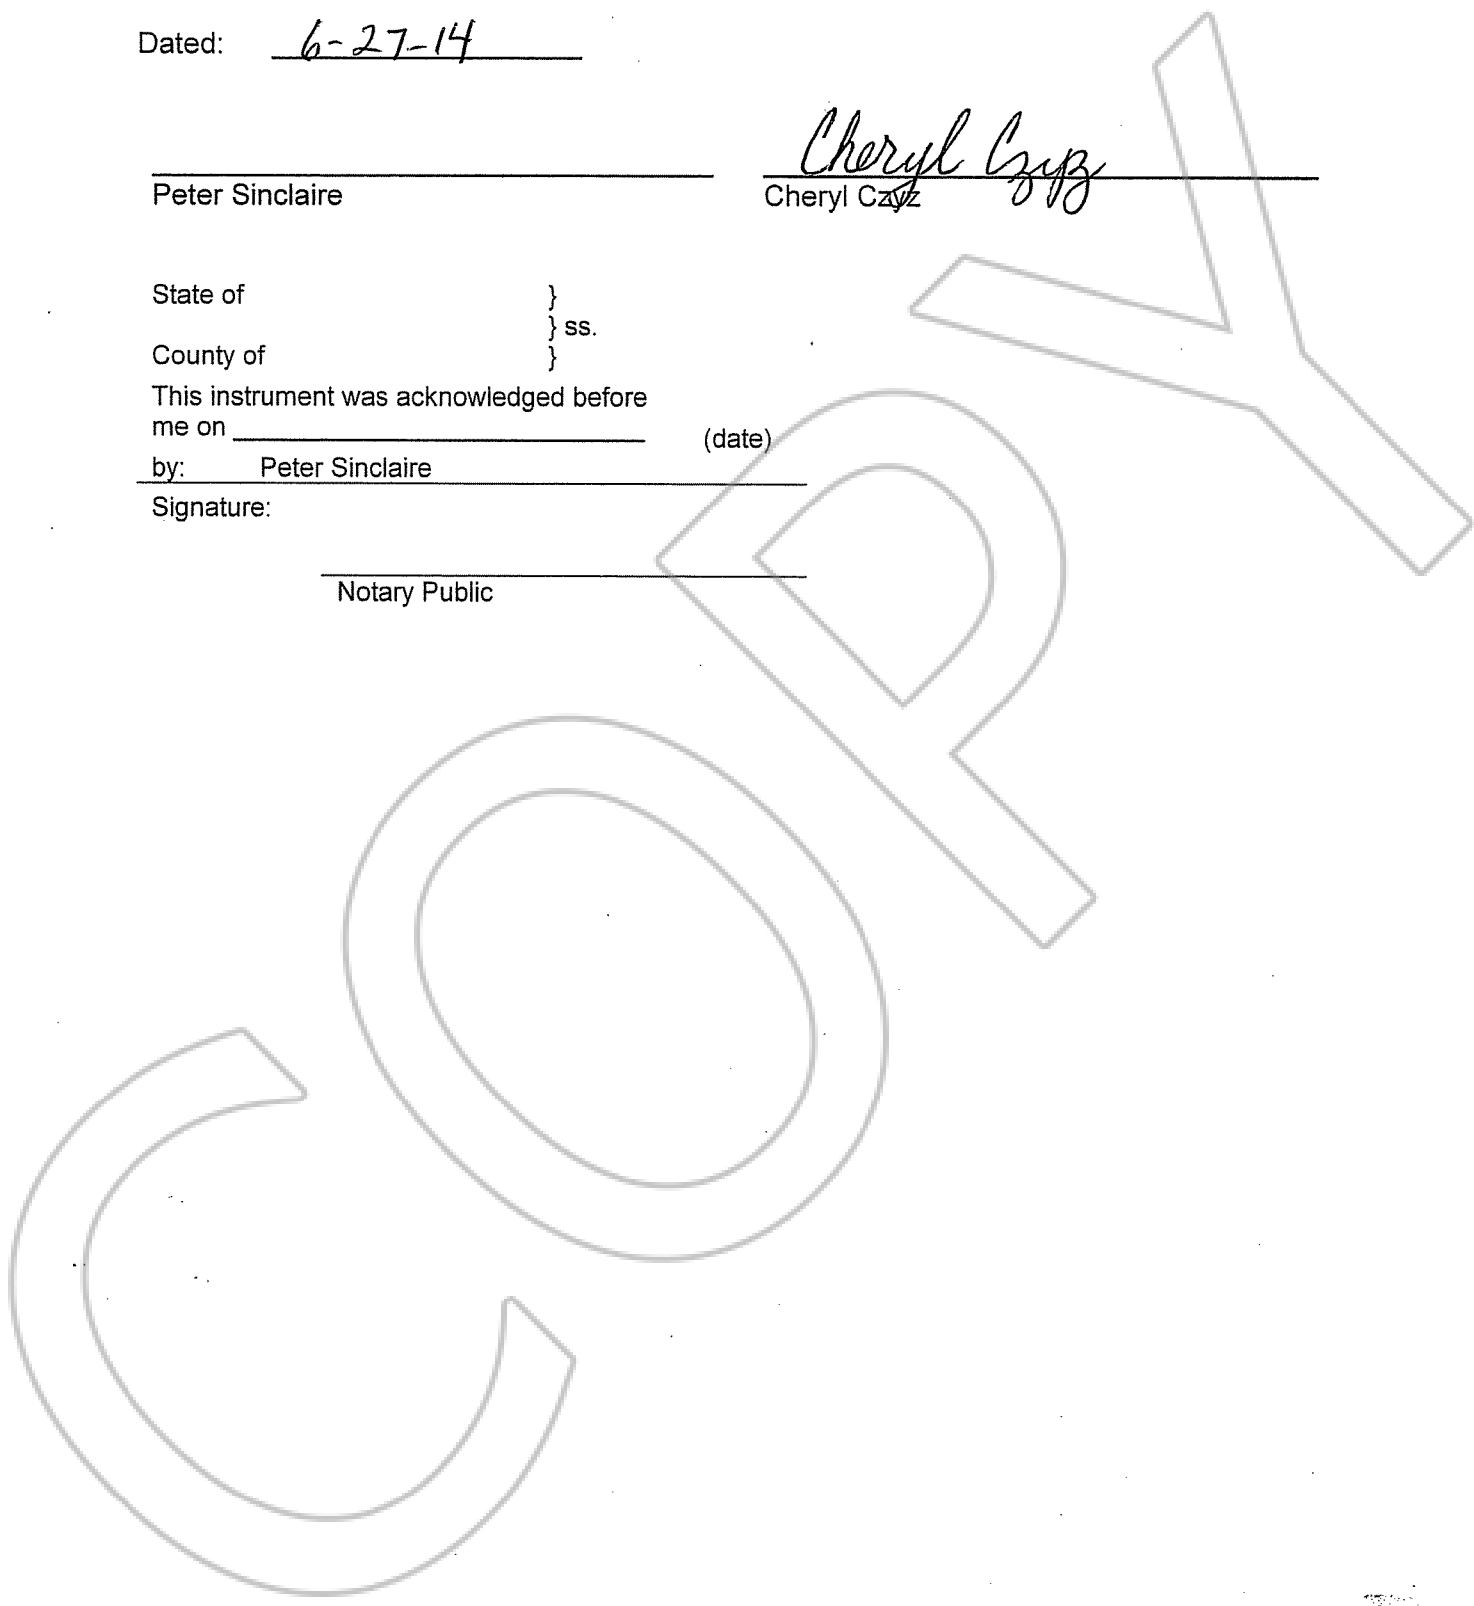 Dated: 6-27-14
Cheryl Czyz
Peter Sinclaire Cheryl Czyz
State of }
} ss.
County of }
This instrument was acknowledged before
me on (date)
by: Peter Sinclaire
Signature:
Notary Public
COPY